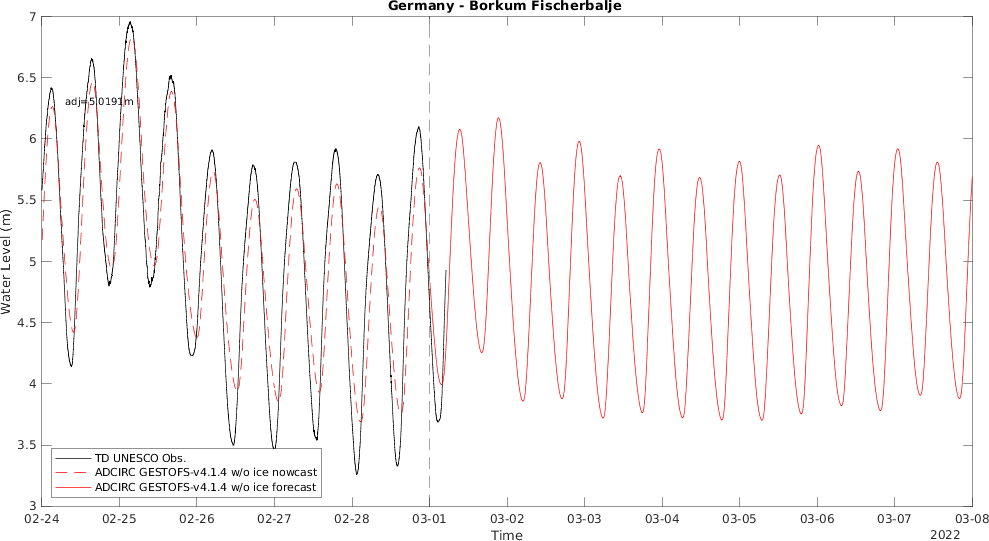 Germany - Borkum Fischerbalje
7
6.5
adj=5.0191m
6
5.5
5
4.5
4
3.5
3
Water Level (m)
TD UNESCO Obs.
ADCIRC GESTOFS-v4.1.4 w/o ice nowcast
ADCIRC GESTOFS-v4.1.4 w/o ice forecast
02-24 02-25 02-26 02-27 02-28 03-01 03-02 03-03 03-04 03-05 03-06 03-07 03-08
Time
2022